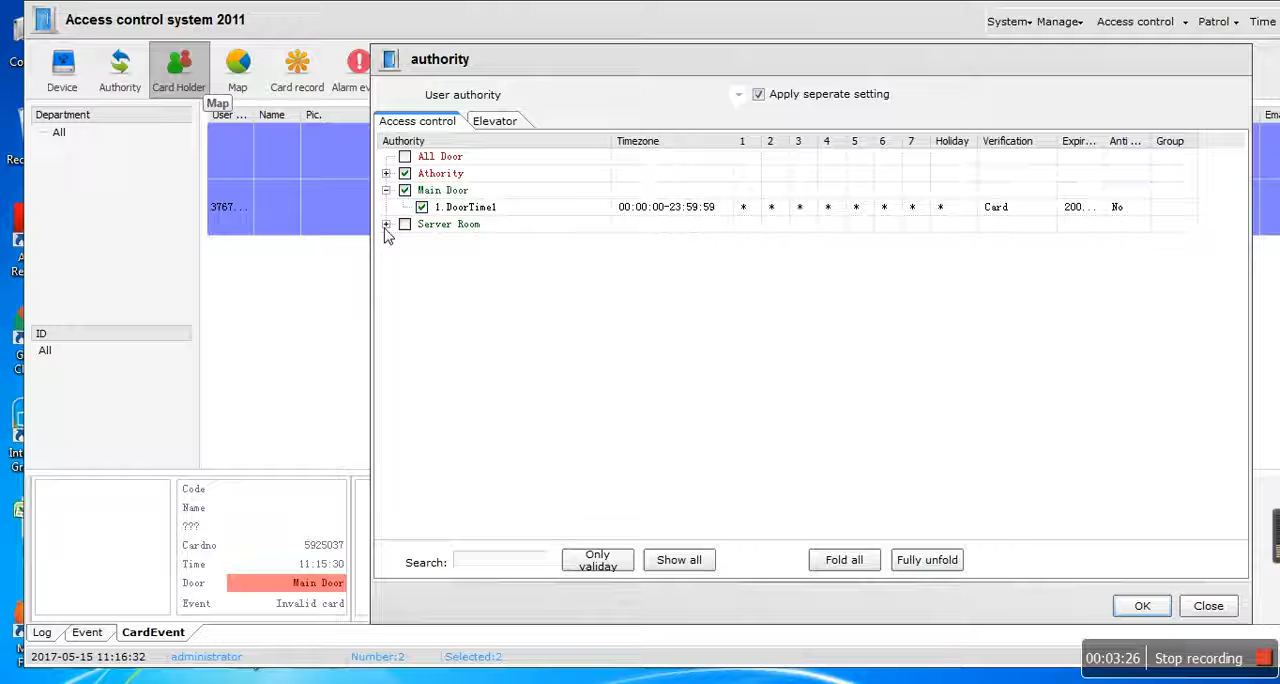 Access control system 2011
System Manage Access control Patrol Time
Device Authority Card Holder Map Card record Alarm ev
Map
authority
User authority
Apply seperate setting
Access control Elevator
Authority Timezone 1 2 3 4 5 6 7 Holiday Verification Expir... Anti ... Group
All Door
Athority
Main Door
1.DoorTime1 00:00:00-23:59:59 * * * * * * * * Card 200... No
Server Room
Department
All
User ... Name Pic.
3767...
ID
All
Code
Name
???
Cardno 5925037
Time 11:15:30
Door Main Door
Event Invalid card
Search: Only validay Show all Fold all Fully unfold
OK Close
Log Event CardEvent
2017-05-15 11:16:32 administrator Number:2 Selected:2
00:03:26 Stop recording